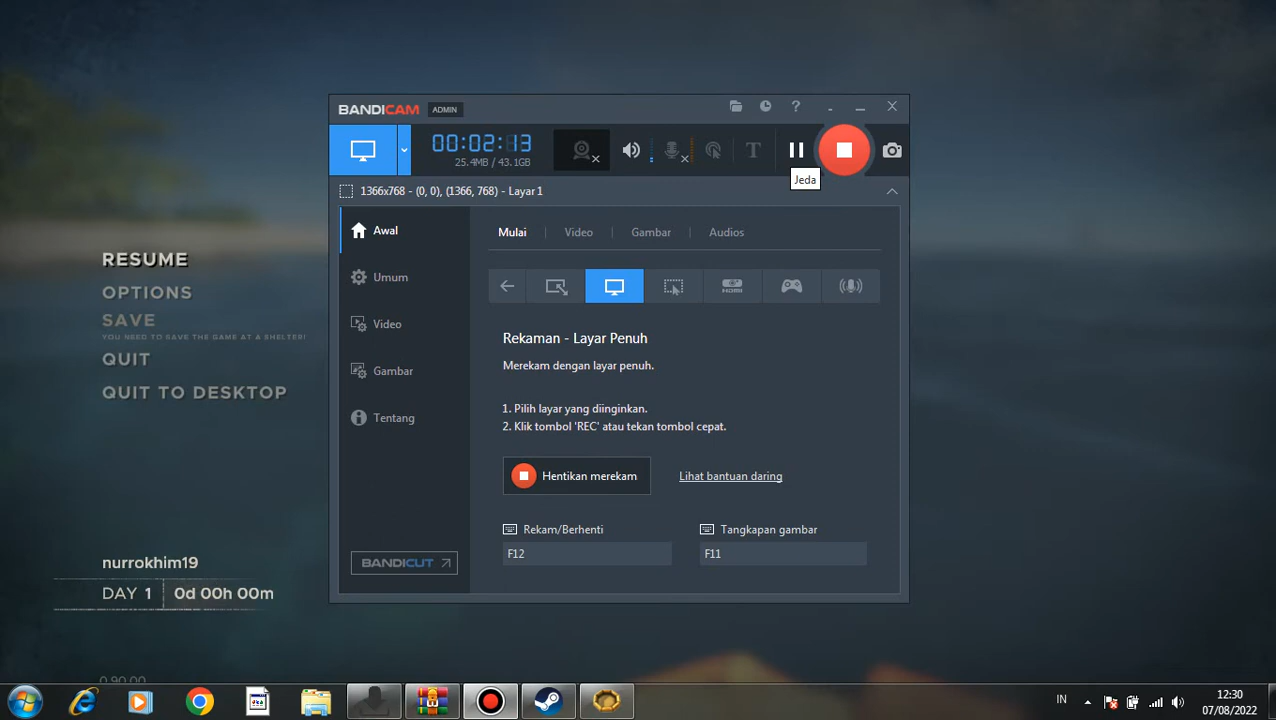 BANDICAM ADMIN
00:02:13
25.4MB / 43.1GB
T
Jeda
1366x768 - (0, 0), (1366, 768) - Layar 1
Awal
Umum
Video
Gambar
Tentang
BANDICUT
Mulai
Video
Gambar
Audios
HDMI
Rekaman - Layar Penuh
Merekam dengan layar penuh.
1. Pilih layar yang diinginkan.
2. Klik tombol 'REC' atau tekan tombol cepat.
Hentikan merekam
Lihat bantuan daring
Rekam/Berhenti
F12
Tangkapan gambar
F11
RESUME
OPTIONS
SAVE
YOU NEED TO SAVE THE GAME AT A SHELTER!
QUIT
QUIT TO DESKTOP
nurrokhim19
DAY 1
0d 00h 00m
IN
12:30
07/08/2022